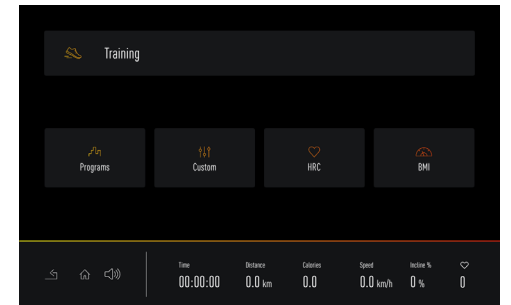 Training
Programs
Custom
HRC
BMI
Time Distance Calories Speed Incline %
00:00:00 0.0 km 0.0 0.0 km/h 0 % 0